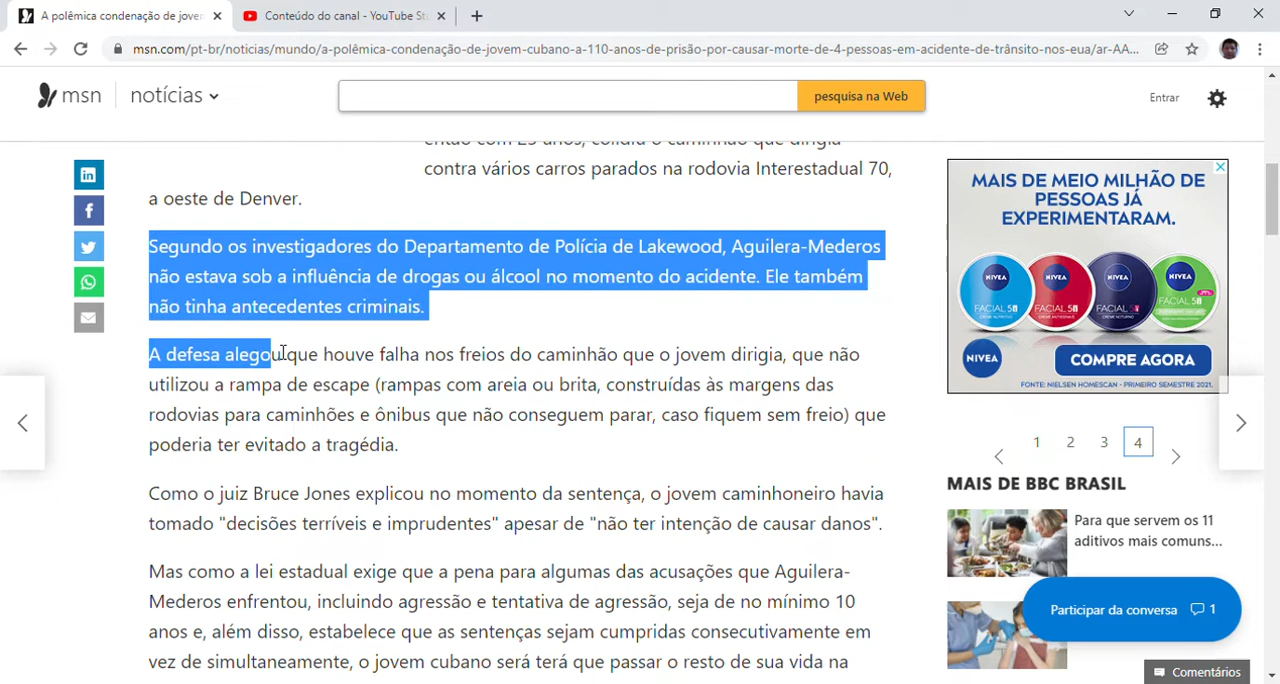 A polêmica condenação de joven
Conteúdo do canal - YouTube Stu
msn.com/pt-br/noticias/mundo/a-polêmica-condenação-de-jovem-cubano-a-110-anos-de-prisão-por-causar-morte-de-4-pessoas-em-acidente-de-trânsito-nos-eua/ar-AA...
msn notícias
pesquisa na Web
Entrar
então com 23 anos, colidiu o caminhão que dirigia
contra vários carros parados na rodovia Interestadual 70,
a oeste de Denver.
Segundo os investigadores do Departamento de Polícia de Lakewood, Aguilera-Mederos
não estava sob a influência de drogas ou álcool no momento do acidente. Ele também
não tinha antecedentes criminais.
A defesa alegou que houve falha nos freios do caminhão que o jovem dirigia, que não
utilizou a rampa de escape (rampas com areia ou brita, construídas às margens das
rodovias para caminhões e ônibus que não conseguem parar, caso fiquem sem freio) que
poderia ter evitado a tragédia.
Como o juiz Bruce Jones explicou no momento da sentença, o jovem caminhoneiro havia
tomado "decisões terríveis e imprudentes" apesar de "não ter intenção de causar danos".
Mas como a lei estadual exige que a pena para algumas das acusações que Aguilera-
Mederos enfrentou, incluindo agressão e tentativa de agressão, seja de no mínimo 10
anos e, além disso, estabelece que as sentenças sejam cumpridas consecutivamente em
vez de simultaneamente, o jovem cubano será terá que passar o resto de sua vida na
MAIS DE MEIO MILHÃO DE
PESSOAS JÁ
EXPERIMENTARAM.
NIVEA NIVEA NIVEA NIVEA
FACIAL 5 FACIAL 5 FACIAL 5 FACIAL 5
NIVEA
COMPRE AGORA
*FONTE: NIELSEN HOMESCAN - PRIMEIRO SEMESTRE 2021.
1 2 3 4
MAIS DE BBC BRASIL
Para que servem os 11
aditivos mais comuns...
Participar da conversa 1
Comentários